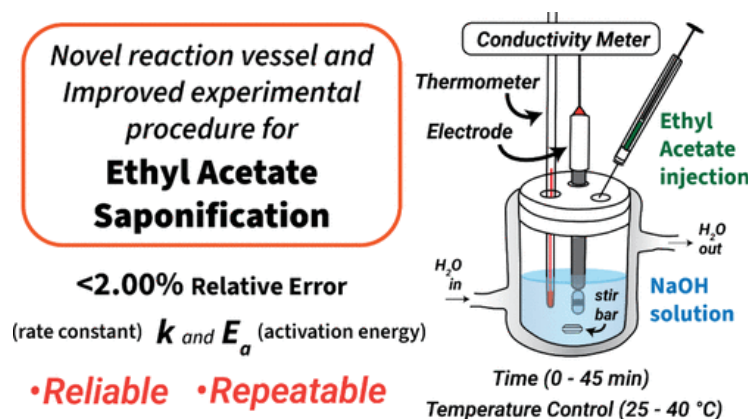 Novel reaction vessel and
Improved experimental
procedure for
Ethyl Acetate
Saponification
<2.00% Relative Error
(rate constant) k and Ea (activation energy)
•Reliable •Repeatable
Conductivity Meter
Thermometer
Electrode
Ethyl
Acetate
injection
H2O
out
H2O
in
NaOH
solution
stir
bar
Time (0 - 45 min)
Temperature Control (25 - 40 °C)